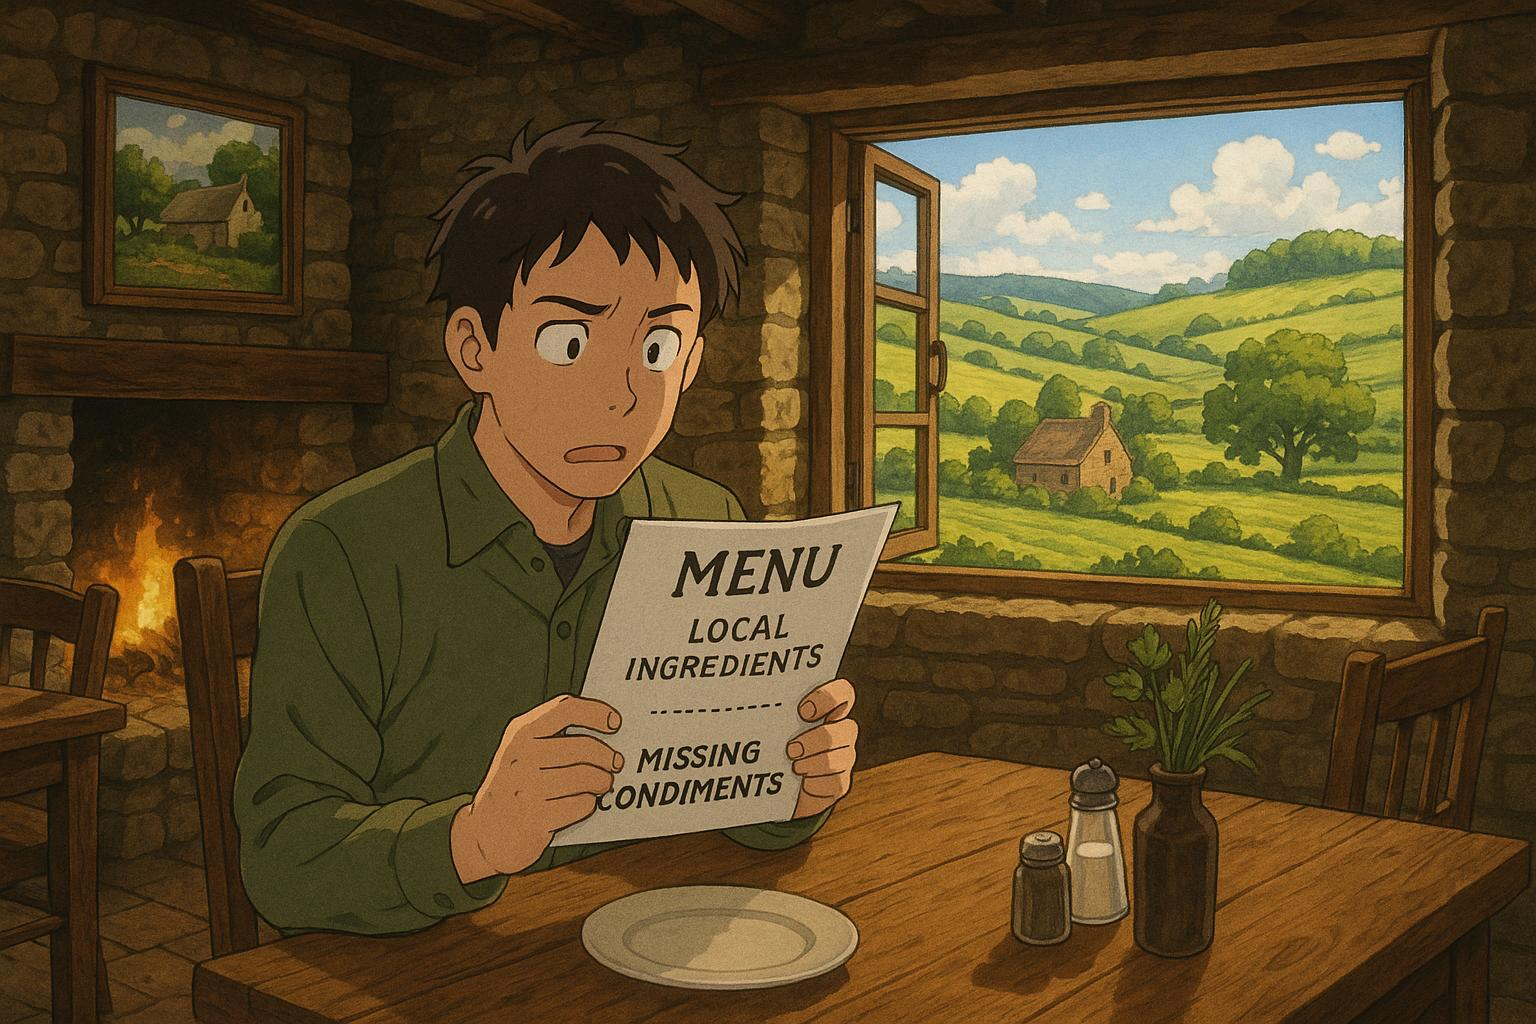 MENU
LOCAL
INGREDIENTS
-----------
MISSING
CONDIMENTS